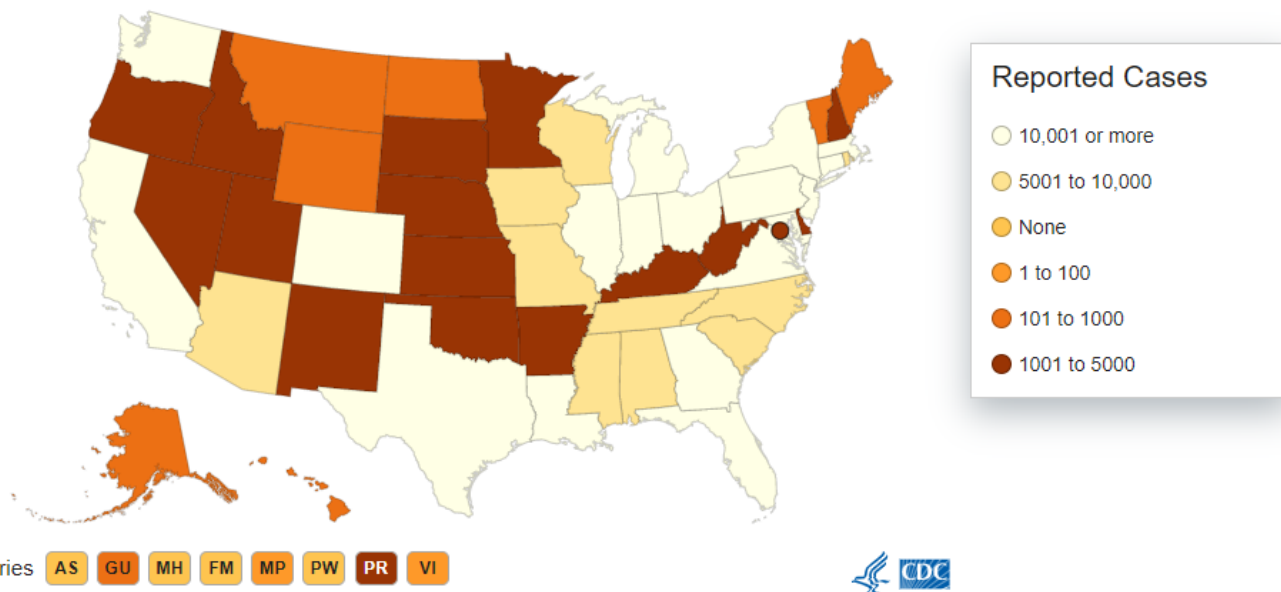 Reported Cases
10,001 or more
5001 to 10,000
None
1 to 100
101 to 1000
1001 to 5000
ries AS GU MH FM MP PW PR VI
CDC